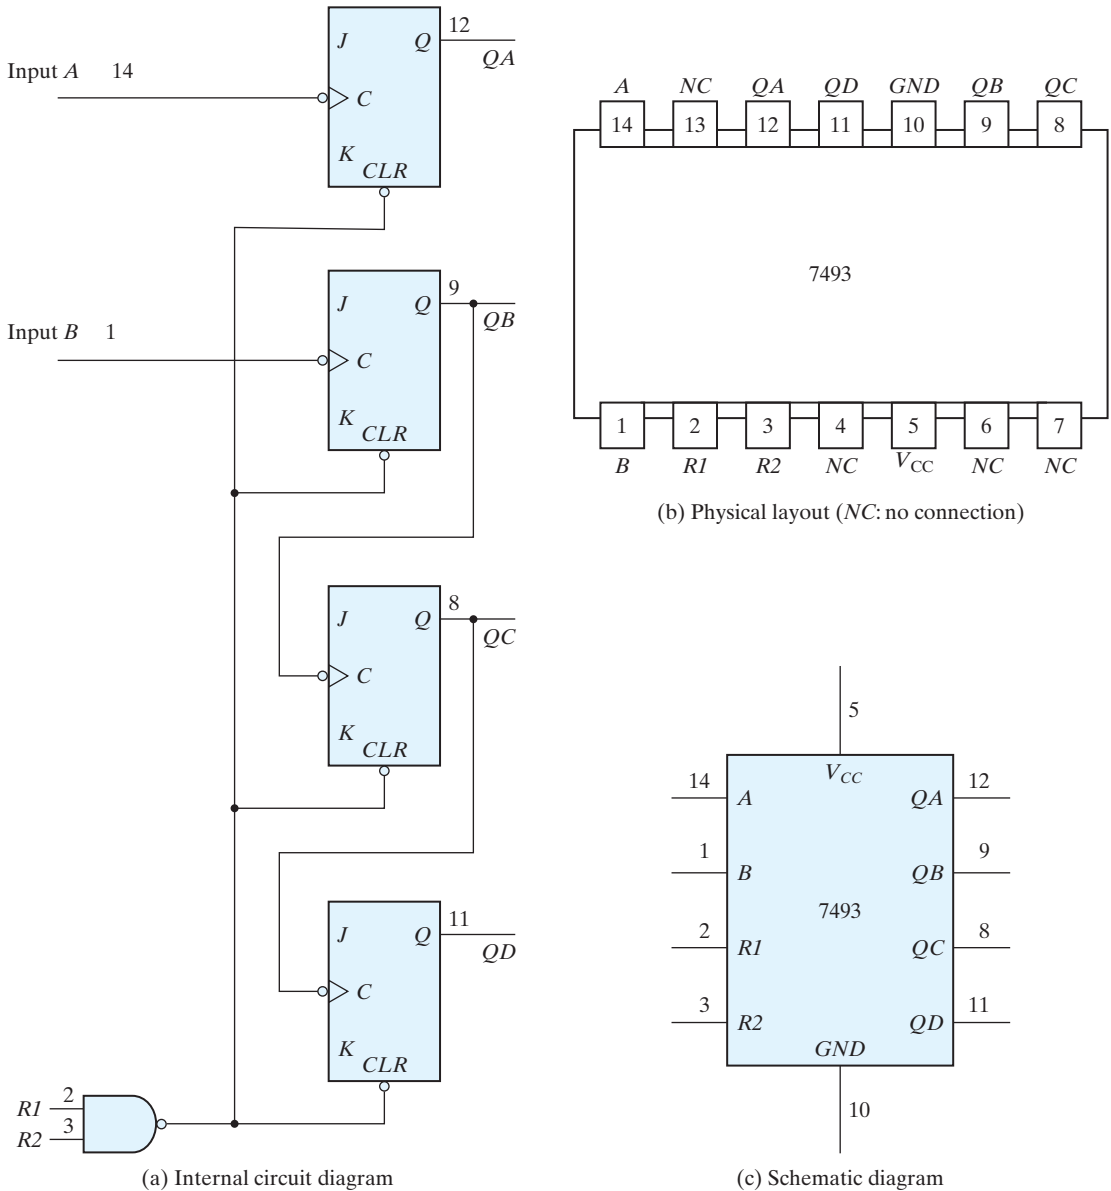 J Q 12
QA
Input A 14
C
K
CLR
J Q 9
QB
Input B 1
C
K
CLR
J Q 8
QC
C
K
CLR
J Q 11
QD
C
K
CLR
R1 2
R2 3
(a) Internal circuit diagram
A NC QA QD GND QB QC
14 13 12 11 10 9 8
7493
1 2 3 4 5 6 7
B R1 R2 NC VCC NC NC
(b) Physical layout (NC: no connection)
5
VCC
14 A QA 12
1 B QB 9
7493
2 R1 QC 8
3 R2 QD 11
GND
10
(c) Schematic diagram